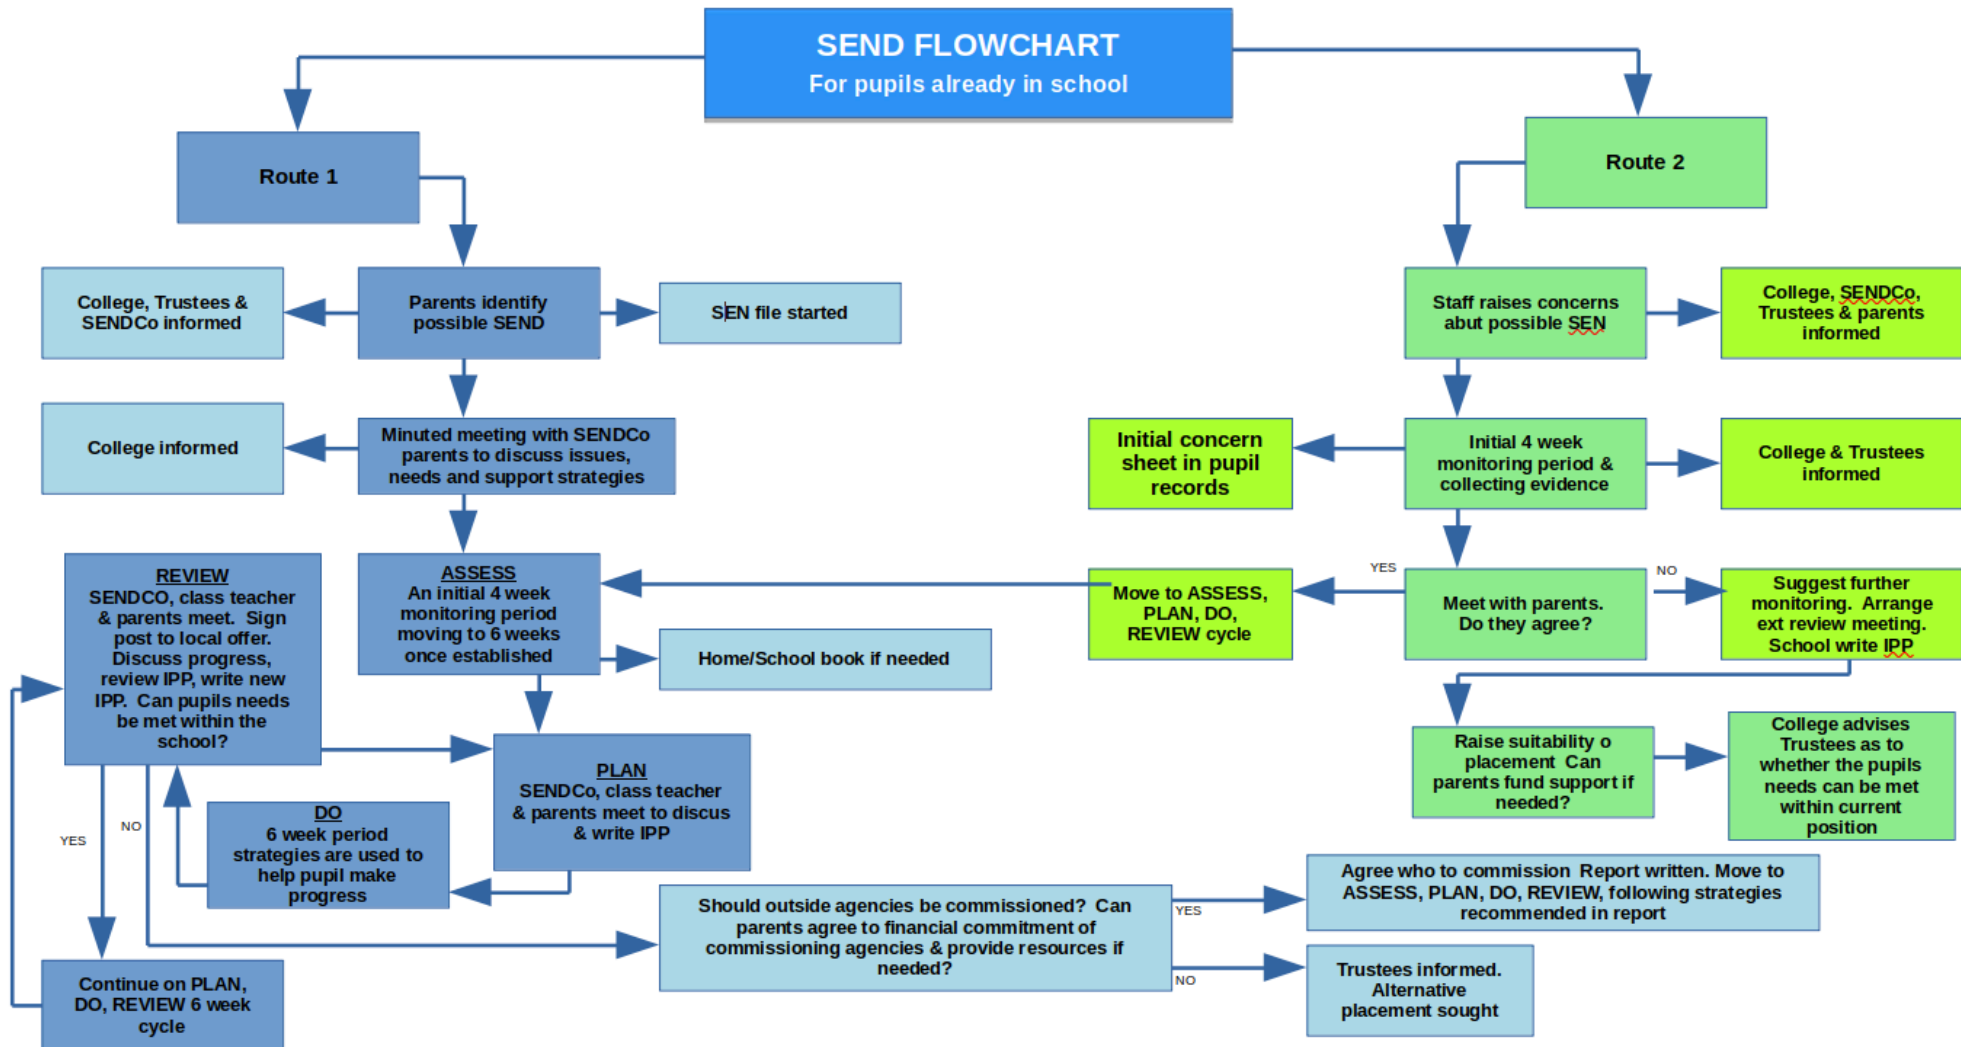 SEND FLOWCHART
For pupils already in school
Route 1
Route 2
College, Trustees &
SENDCo informed
Parents identify
possible SEND
SEN file started
Staff raises concerns
abut possible SEN
College, SENDCo,
Trustees & parents
informed
College informed
Minuted meeting with SENDCo
parents to discuss issues,
needs and support strategies
Initial concern
sheet in pupil
records
Initial 4 week
monitoring period &
collecting evidence
College & Trustees
informed
REVIEW
SENDCO, class teacher
& parents meet. Sign
post to local offer.
Discuss progress,
review IPP, write new
IPP. Can pupils needs
be met within the
school?
ASSESS
An initial 4 week
monitoring period
moving to 6 weeks
once established
Home/School book if needed
Move to ASSESS,
PLAN, DO,
REVIEW cycle
YES
Meet with parents.
Do they agree?
NO
Suggest further
monitoring. Arrange
ext review meeting.
School write IPP
PLAN
SENDCo, class teacher
& parents meet to discus
& write IPP
DO
6 week period
strategies are used to
help pupil make
progress
Raise suitability o
placement Can
parents fund support if
needed?
College advises
Trustees as to
whether the pupils
needs can be met
within current
position
YES
NO
Continue on PLAN,
DO, REVIEW 6 week
cycle
Should outside agencies be commissioned? Can
parents agree to financial commitment of
commissioning agencies & provide resources if
needed?
YES
Agree who to commission Report written. Move to
ASSESS, PLAN, DO, REVIEW, following strategies
recommended in report
NO
Trustees informed.
Alternative
placement sought